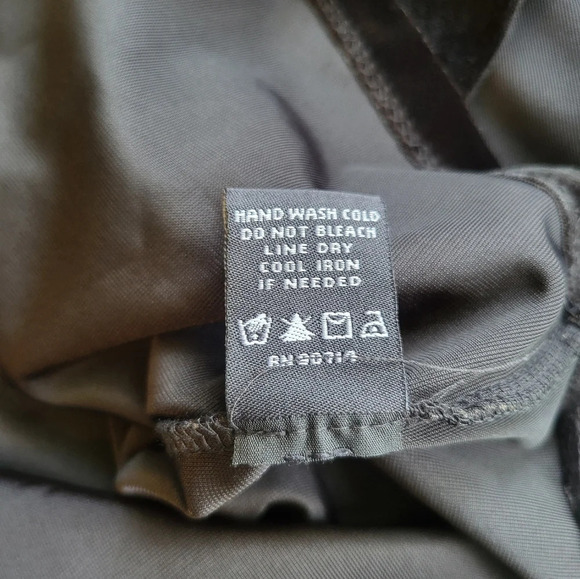 HAND WASH COLD
DO NOT BLEACH
LINE DRY
COOL IRON
IF NEEDED
RN 90714